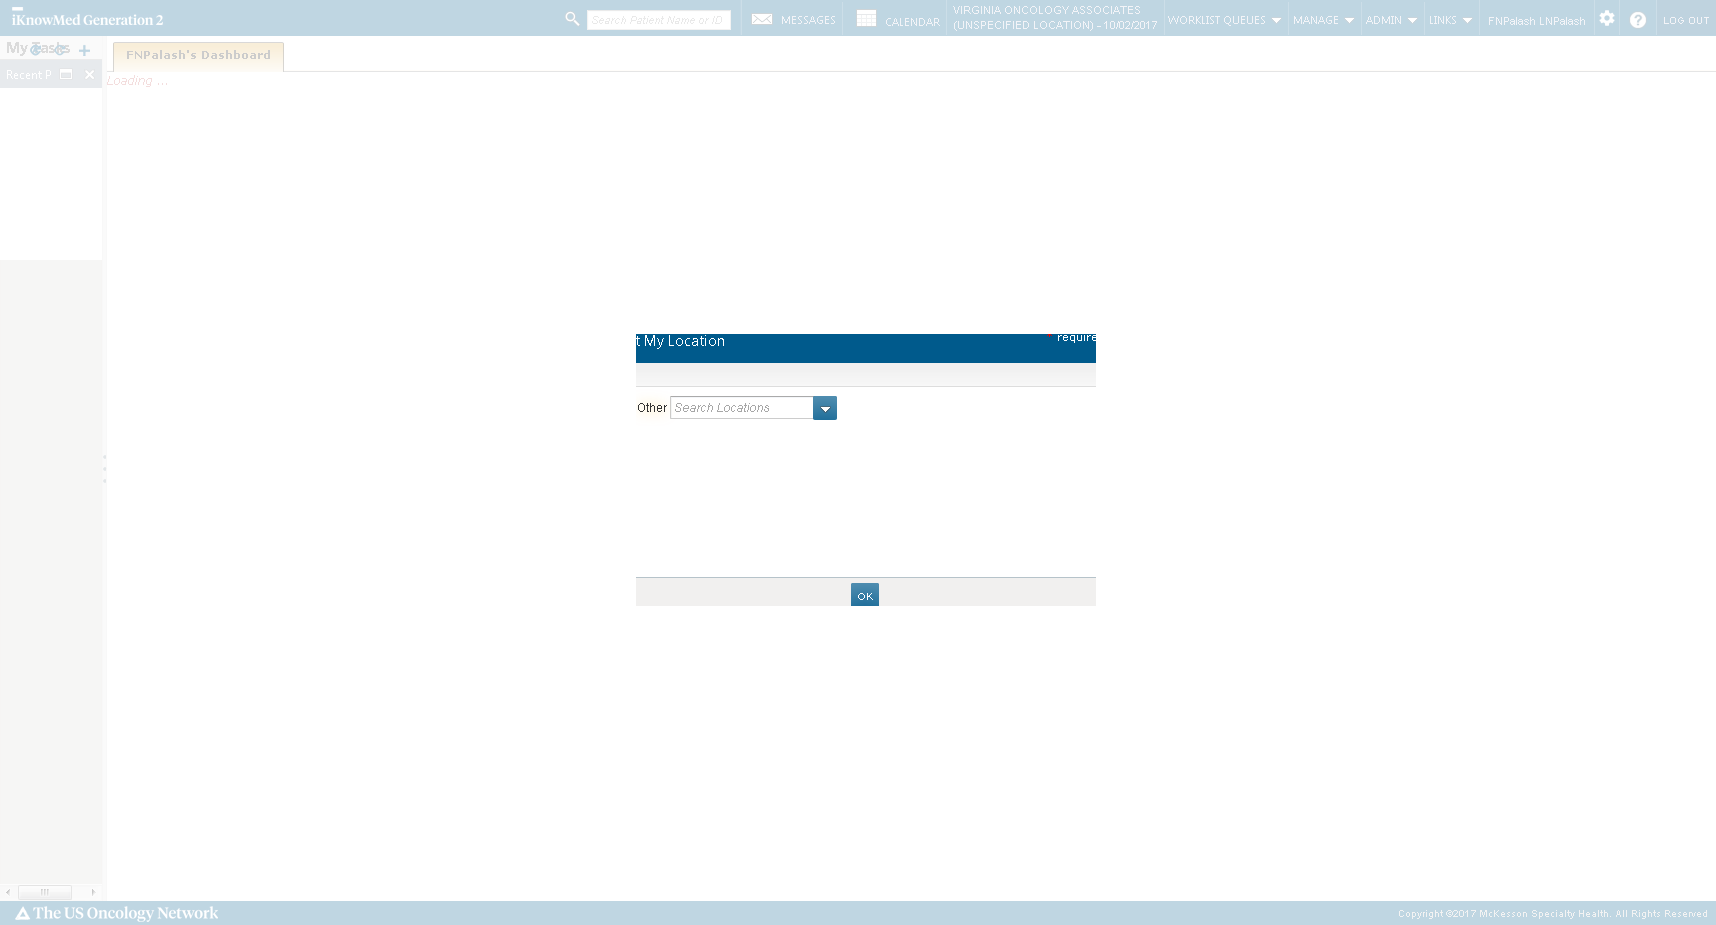 iKnowMed Generation 2
Search Patient Name or ID
MESSAGES
CALENDAR
VIRGINIA ONCOLOGY ASSOCIATES
(UNSPECIFIED LOCATION) - 10/02/2017
WORKLIST QUEUES
MANAGE
ADMIN
LINKS
FNPalash LNPalash
LOG OUT
My Tasks
FNPalash's Dashboard
Recent P
Loading ...
t My Location
* require
Other
Search Locations
OK
The US Oncology Network
Copyright ©2017 McKesson Specialty Health. All Rights Reserved